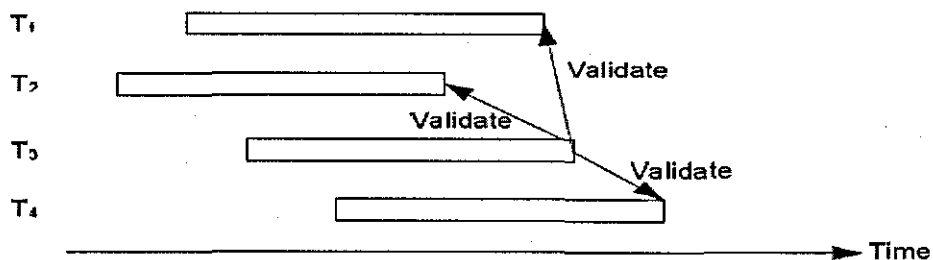 T₁
Validate
T₂
Validate
T₃
Validate
T₄
Time